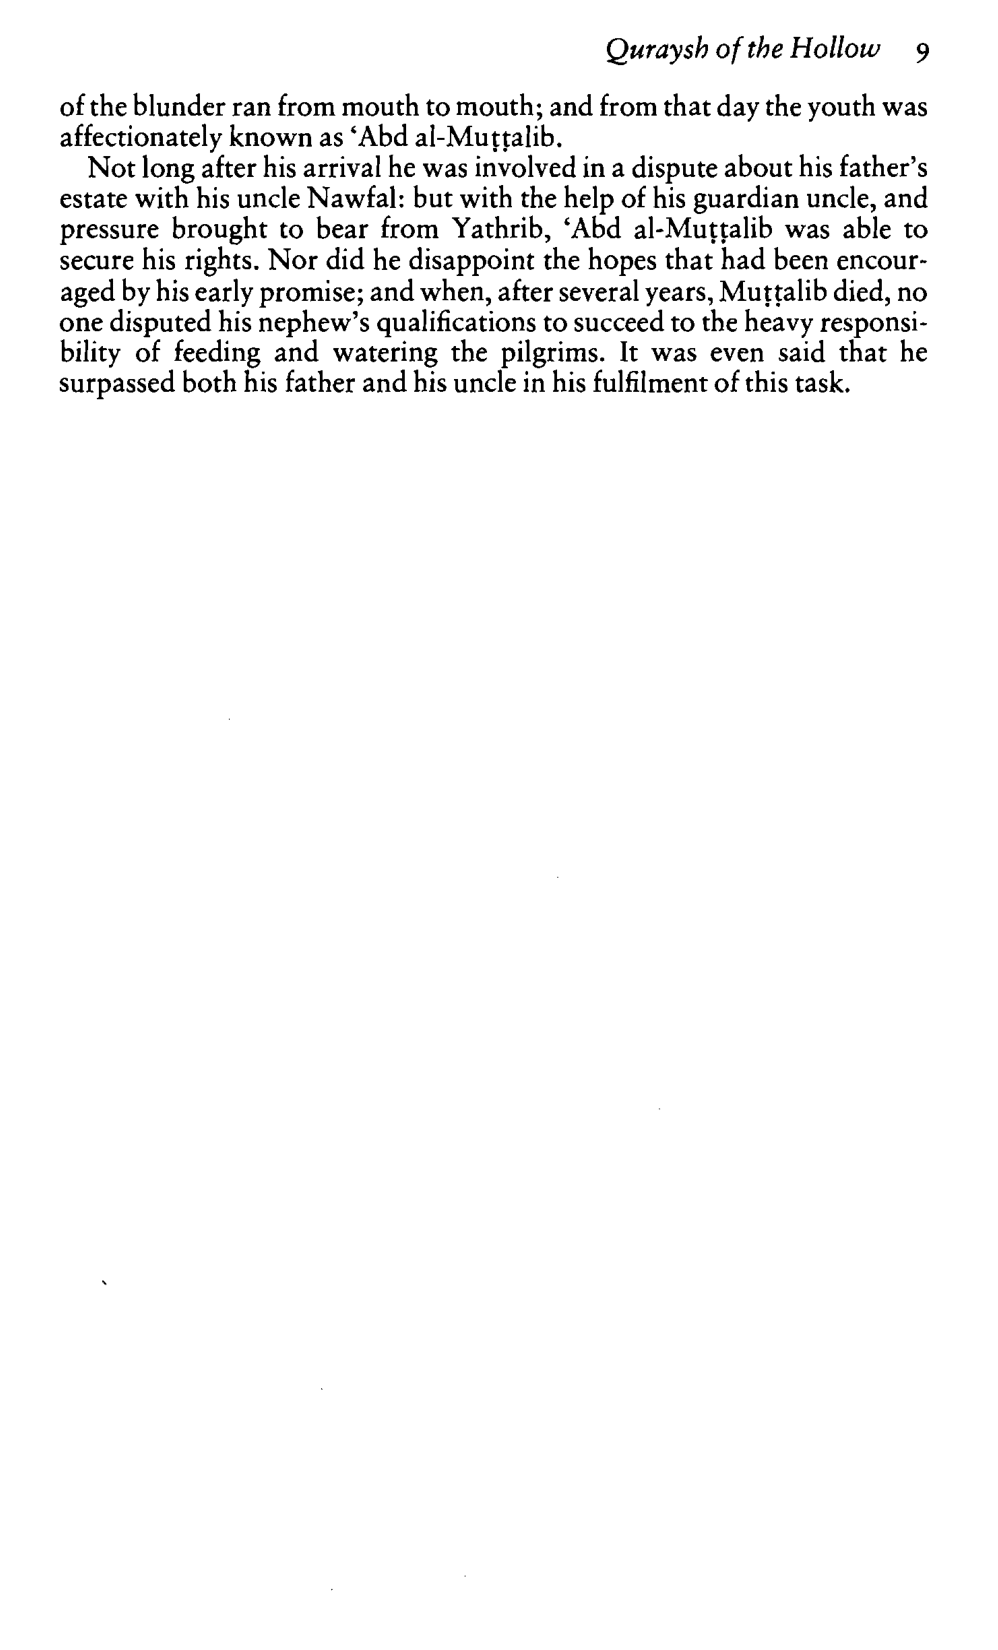 Quraysh of the Hollow 9
of the blunder ran from mouth to mouth; and from that day the youth was
affectionately known as ‘Abd al-Muṭṭalib.
Not long after his arrival he was involved in a dispute about his father’s
estate with his uncle Nawfal: but with the help of his guardian uncle, and
pressure brought to bear from Yathrib, ‘Abd al-Muṭṭalib was able to
secure his rights. Nor did he disappoint the hopes that had been encour-
aged by his early promise; and when, after several years, Muṭṭalib died, no
one disputed his nephew’s qualifications to succeed to the heavy responsi-
bility of feeding and watering the pilgrims. It was even said that he
surpassed both his father and his uncle in his fulfilment of this task.